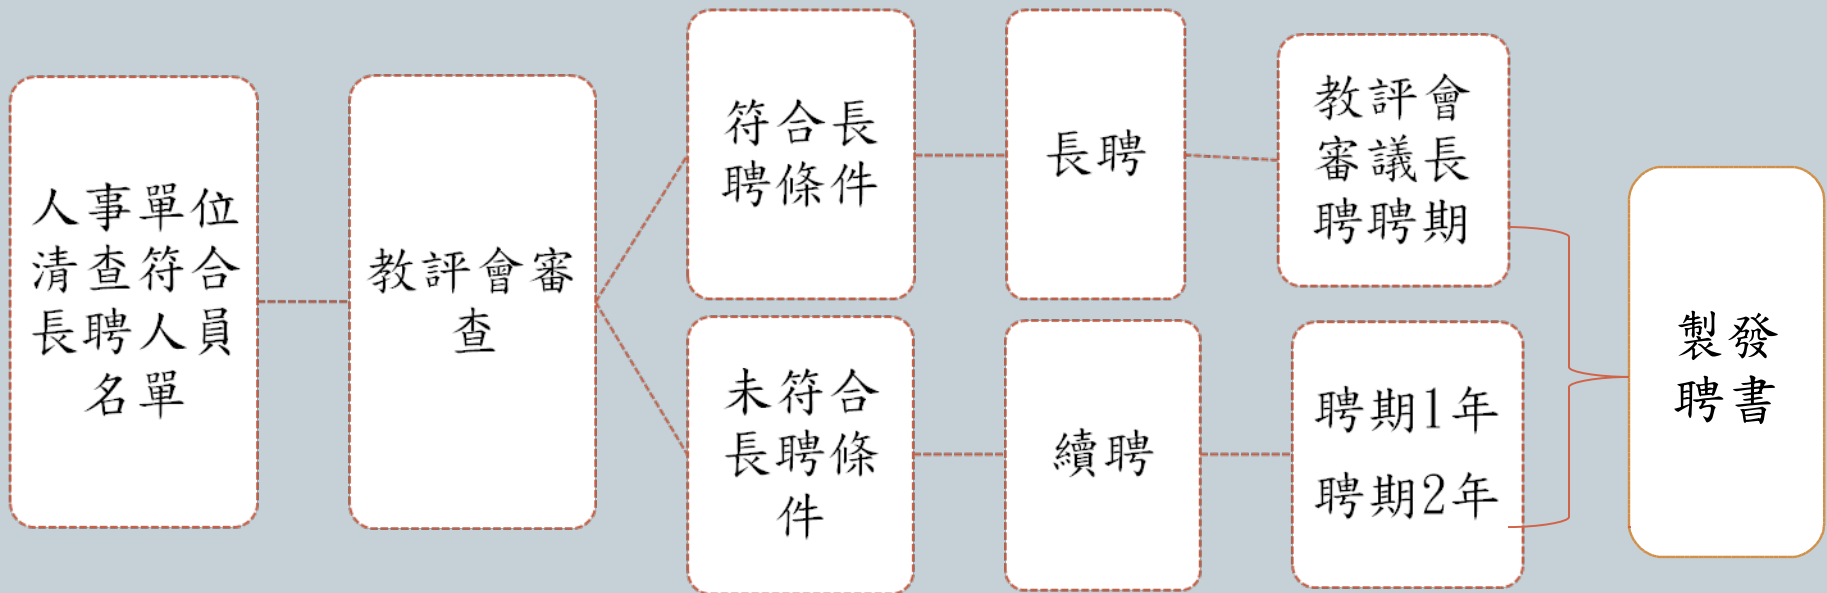 人事單位
清查符合
長聘人員
名單
教評會審
查
符合長
聘條件
長聘
教評會
審議長
聘聘期
未符合
長聘條
件
續聘
聘期1年
聘期2年
製發
聘書